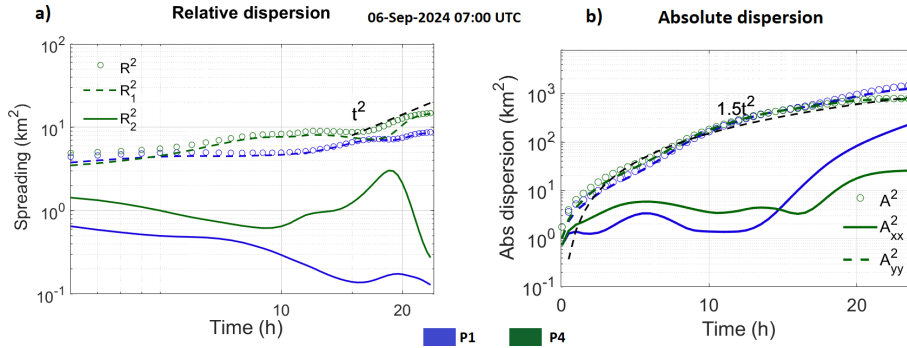 a)
Relative dispersion
06-Sep-2024 07:00 UTC
b)
Absolute dispersion
10²
10¹
10⁰
10⁻¹
Spreading (km²)
R²
R₁²
R₂²
t²
10
20
Time (h)
10³
10²
10¹
10⁰
10⁻¹
Abs dispersion (km²)
1.5t²
A²
A²xx
A²yy
0
10
20
Time (h)
P1
P4